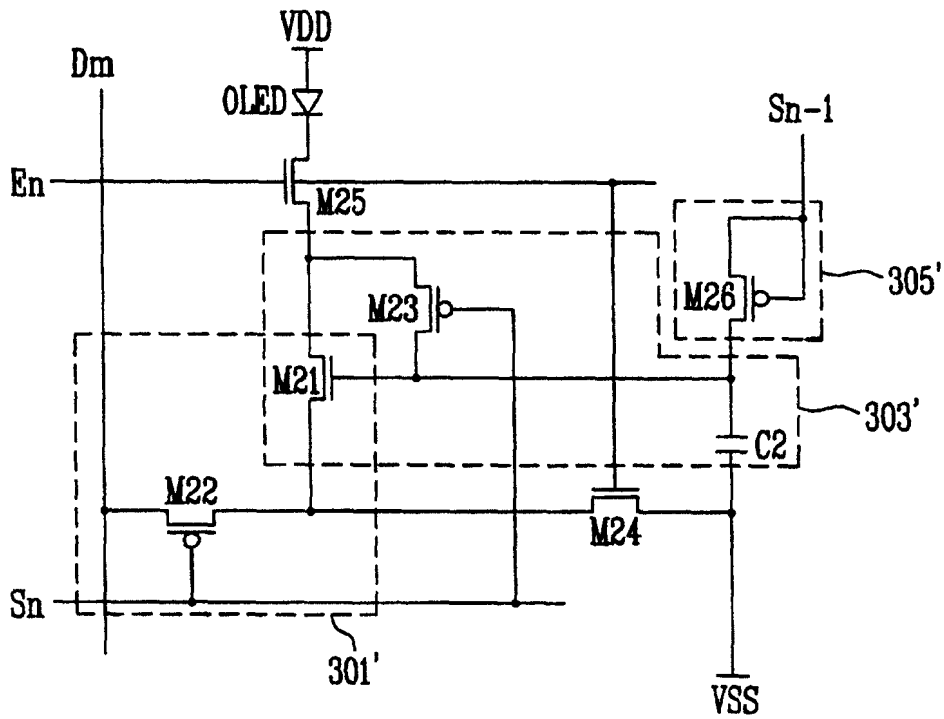 VDD
Dm
OLED
Sn-1
En
M25
305'
M26
M23
M21
303'
C2
M22
M24
Sn
301'
VSS